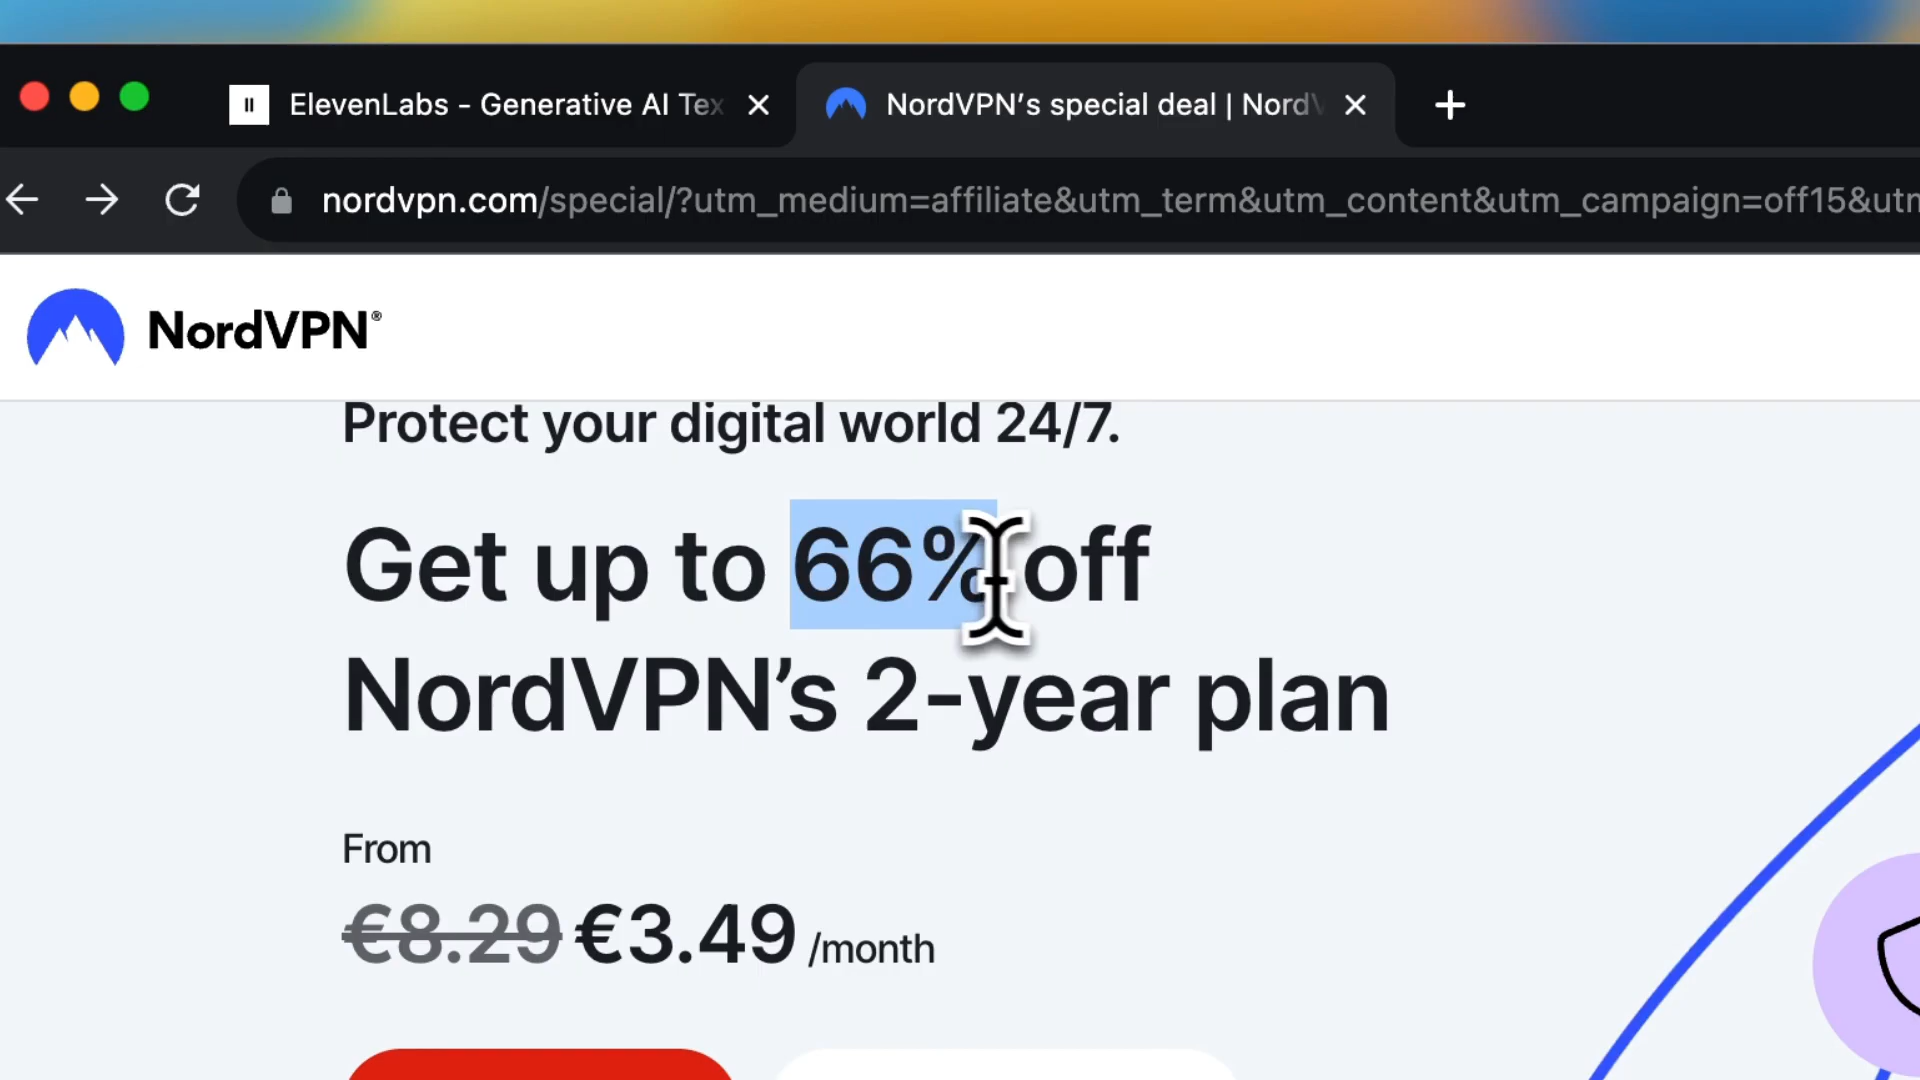 ElevenLabs - Generative AI Tex
NordVPN's special deal | Nord
nordvpn.com/special/?utm_medium=affiliate&utm_term&utm_content&utm_campaign=off15&utm
NordVPN®
Protect your digital world 24/7.
Get up to 66% off
NordVPN’s 2-year plan
From
€8.29 €3.49 /month